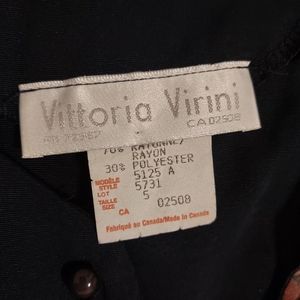 Vittoria Virini
CA 02508
70% RAYONNE/
RAYON
30% POLYESTER
MODÈLE
STYLE
LOT
TAILLE
SIZE
5125 A
5731
5
CA 02508
Fabriqué au Canada/Made in Canada